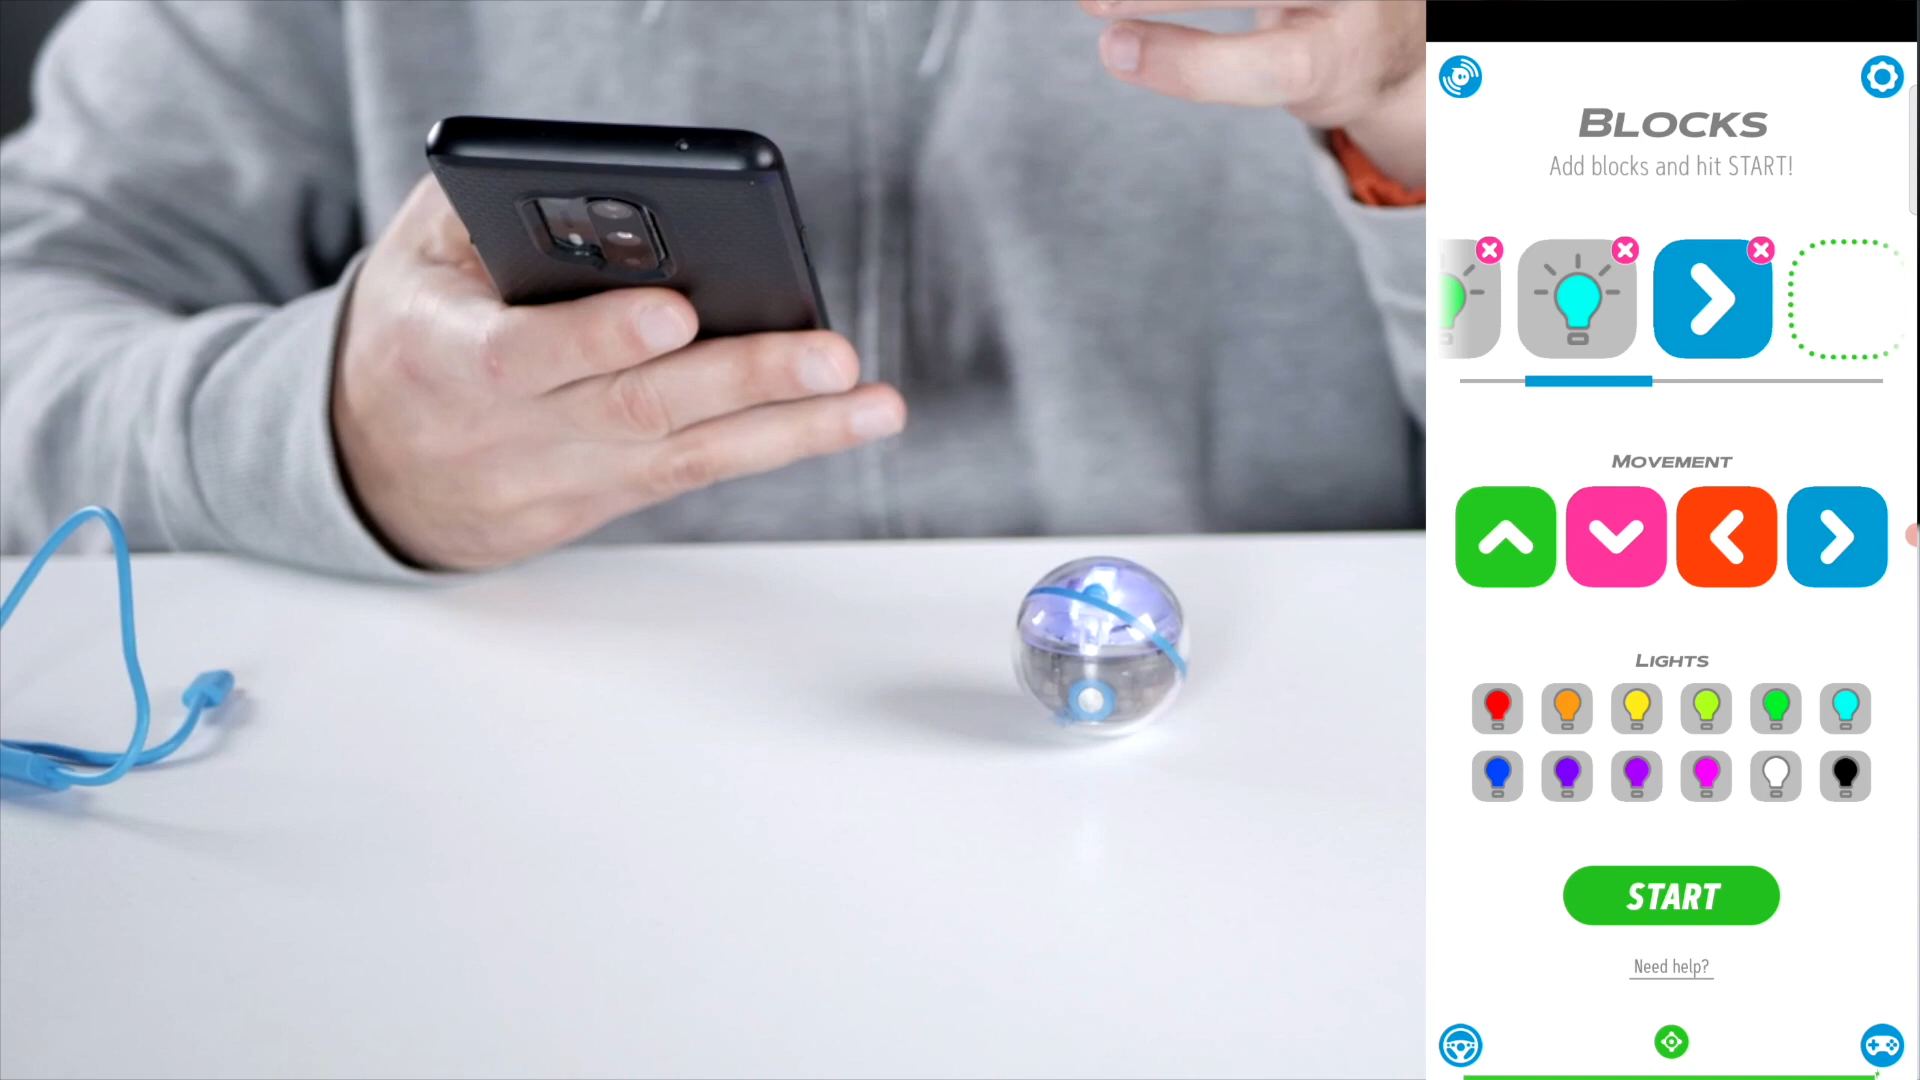 BLOCKS
Add blocks and hit START!
MOVEMENT
LIGHTS
START
Need help?